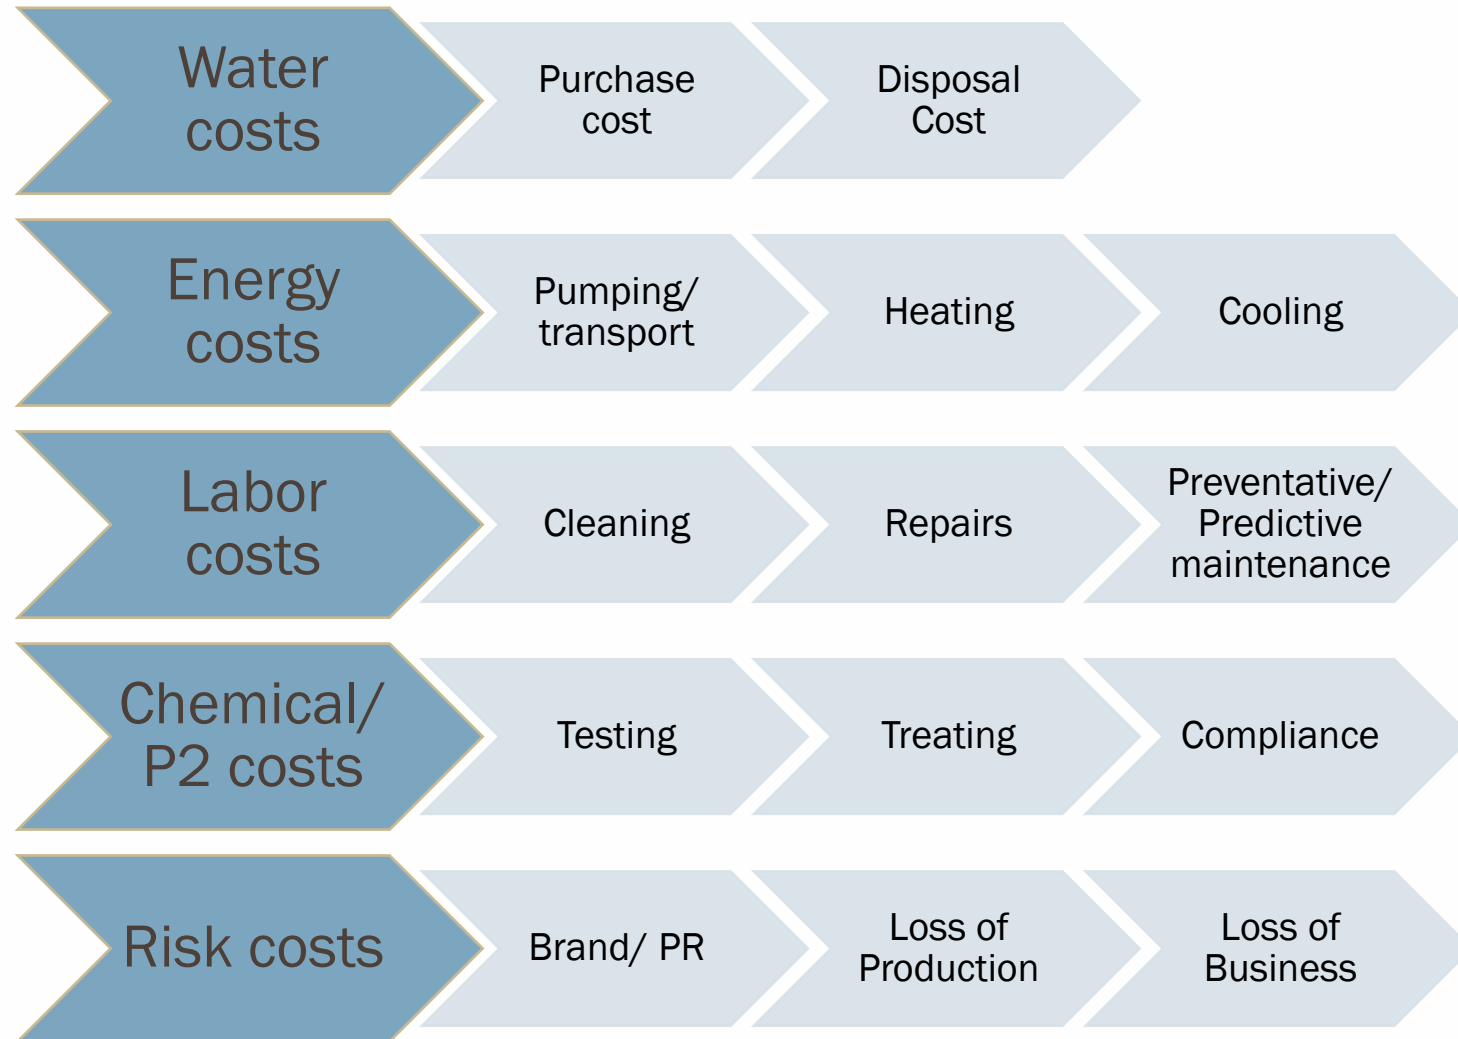 Water
costs
Purchase
cost
Disposal
Cost
Energy
costs
Pumping/
transport
Heating
Cooling
Labor
costs
Cleaning
Repairs
Preventative/
Predictive
maintenance
Chemical/
P2 costs
Testing
Treating
Compliance
Risk costs
Brand/ PR
Loss of
Production
Loss of
Business